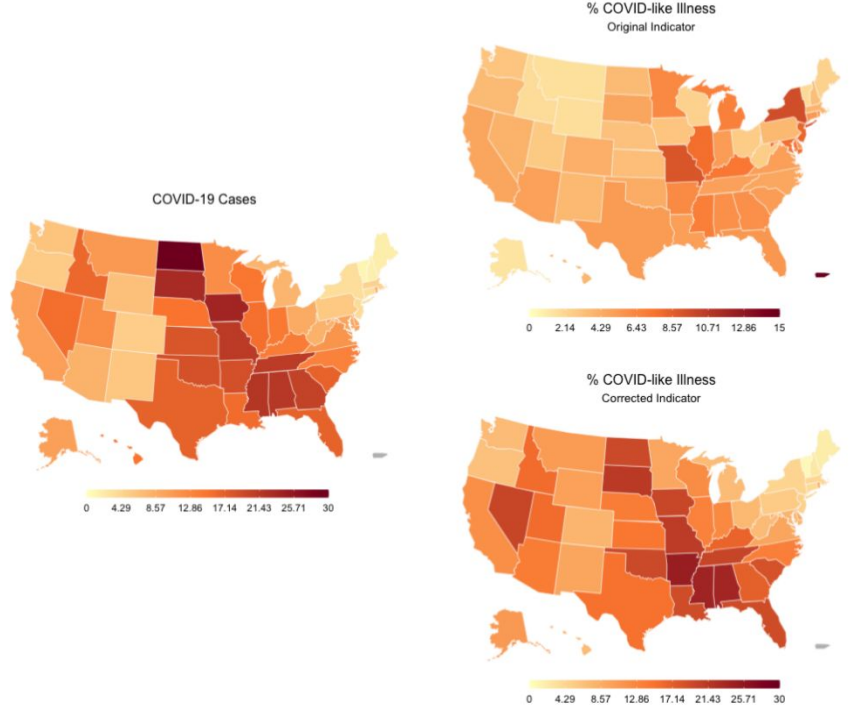 % COVID-like Illness
Original Indicator
0 2.14 4.29 6.43 8.57 10.71 12.86 15
COVID-19 Cases
0 4.29 8.57 12.86 17.14 21.43 25.71 30
% COVID-like Illness
Corrected Indicator
0 4.29 8.57 12.86 17.14 21.43 25.71 30